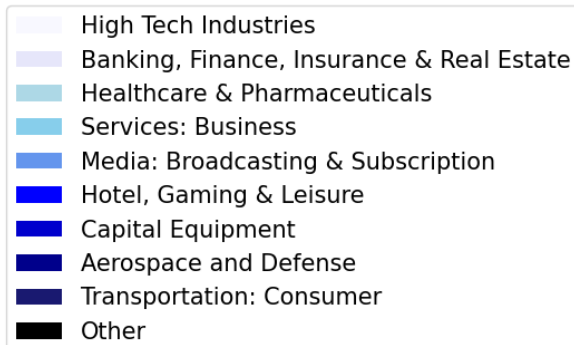 High Tech Industries
Banking, Finance, Insurance & Real Estate
Healthcare & Pharmaceuticals
Services: Business
Media: Broadcasting & Subscription
Hotel, Gaming & Leisure
Capital Equipment
Aerospace and Defense
Transportation: Consumer
Other